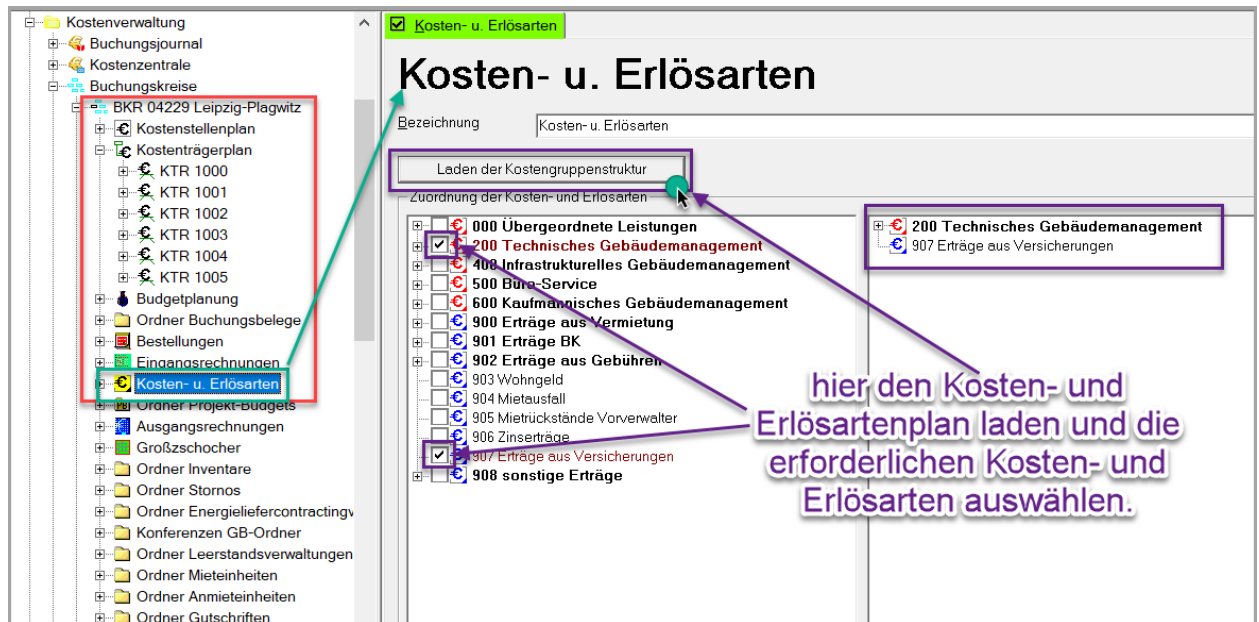 Kostenverwaltung
Buchungsjournal
Kostenzentrale
Buchungskreise
BKR 04229 Leipzig-Plagwitz
Kostenstellenplan
Kostenträgerplan
KTR 1000
KTR 1001
KTR 1002
KTR 1003
KTR 1004
KTR 1005
Budgetplanung
Ordner Buchungsbelege
Bestellungen
Eingangsrechnungen
Kosten- u. Erlösarten
Ordner Projekt-Budgets
Ausgangsrechnungen
Großzschocher
Ordner Inventare
Ordner Stornos
Ordner Energieliefercontractingv
Konferenzen GB-Ordner
Ordner Leerstandsverwaltungen
Ordner Mieteinheiten
Ordner Anmieteinheiten
Ordner Gutschriften
Kosten- u. Erlösarten
Kosten- u. Erlösarten
Bezeichnung Kosten- u. Erlösarten
Laden der Kostengruppenstruktur
Zuordnung der Kosten- und Erlösarten
000 Übergeordnete Leistungen
200 Technisches Gebäudemanagement
400 Infrastrukturelles Gebäudemanagement
500 Büro-Service
600 Kaufmännisches Gebäudemanagement
900 Erträge aus Vermietung
901 Erträge BK
902 Erträge aus Gebühren
903 Wohngeld
904 Mietausfall
905 Mietrückstände Vorverwalter
906 Zinserträge
907 Erträge aus Versicherungen
908 sonstige Erträge
200 Technisches Gebäudemanagement
907 Erträge aus Versicherungen
hier den Kosten- und
Erlösartenplan laden und die
erforderlichen Kosten- und
Erlösarten auswählen.